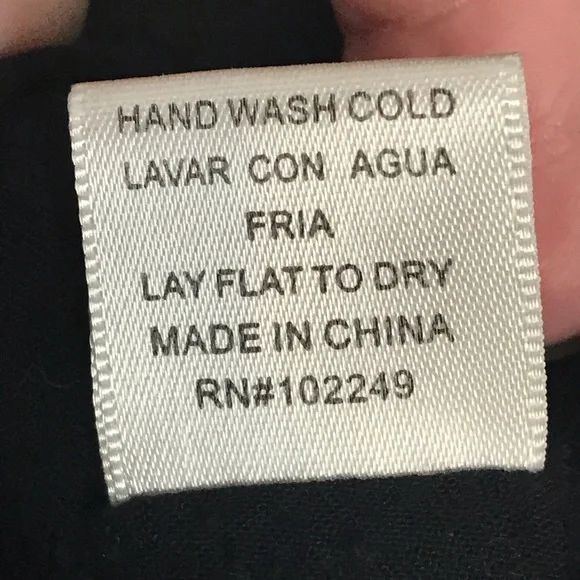 HAND WASH COLD
LAVAR CON AGUA
FRIA
LAY FLAT TO DRY
MADE IN CHINA
RN#102249